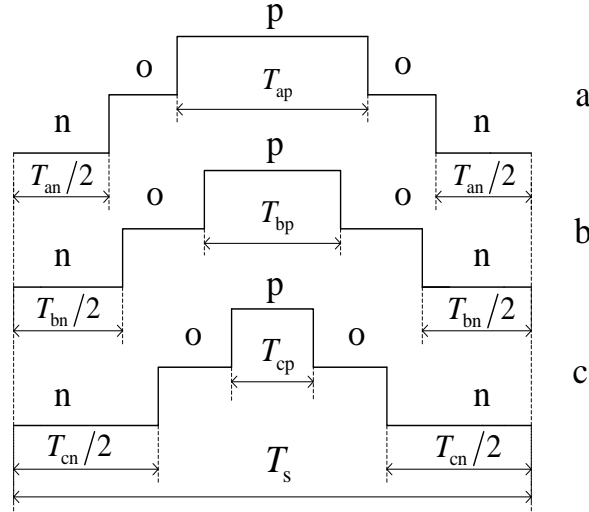 p
o o
T_ap
a
n n
T_an/2 T_an/2
p
o o
T_bp
b
n n
T_bn/2 T_bn/2
p
o o
T_cp
c
n n
T_cn/2 T_cn/2
T_s